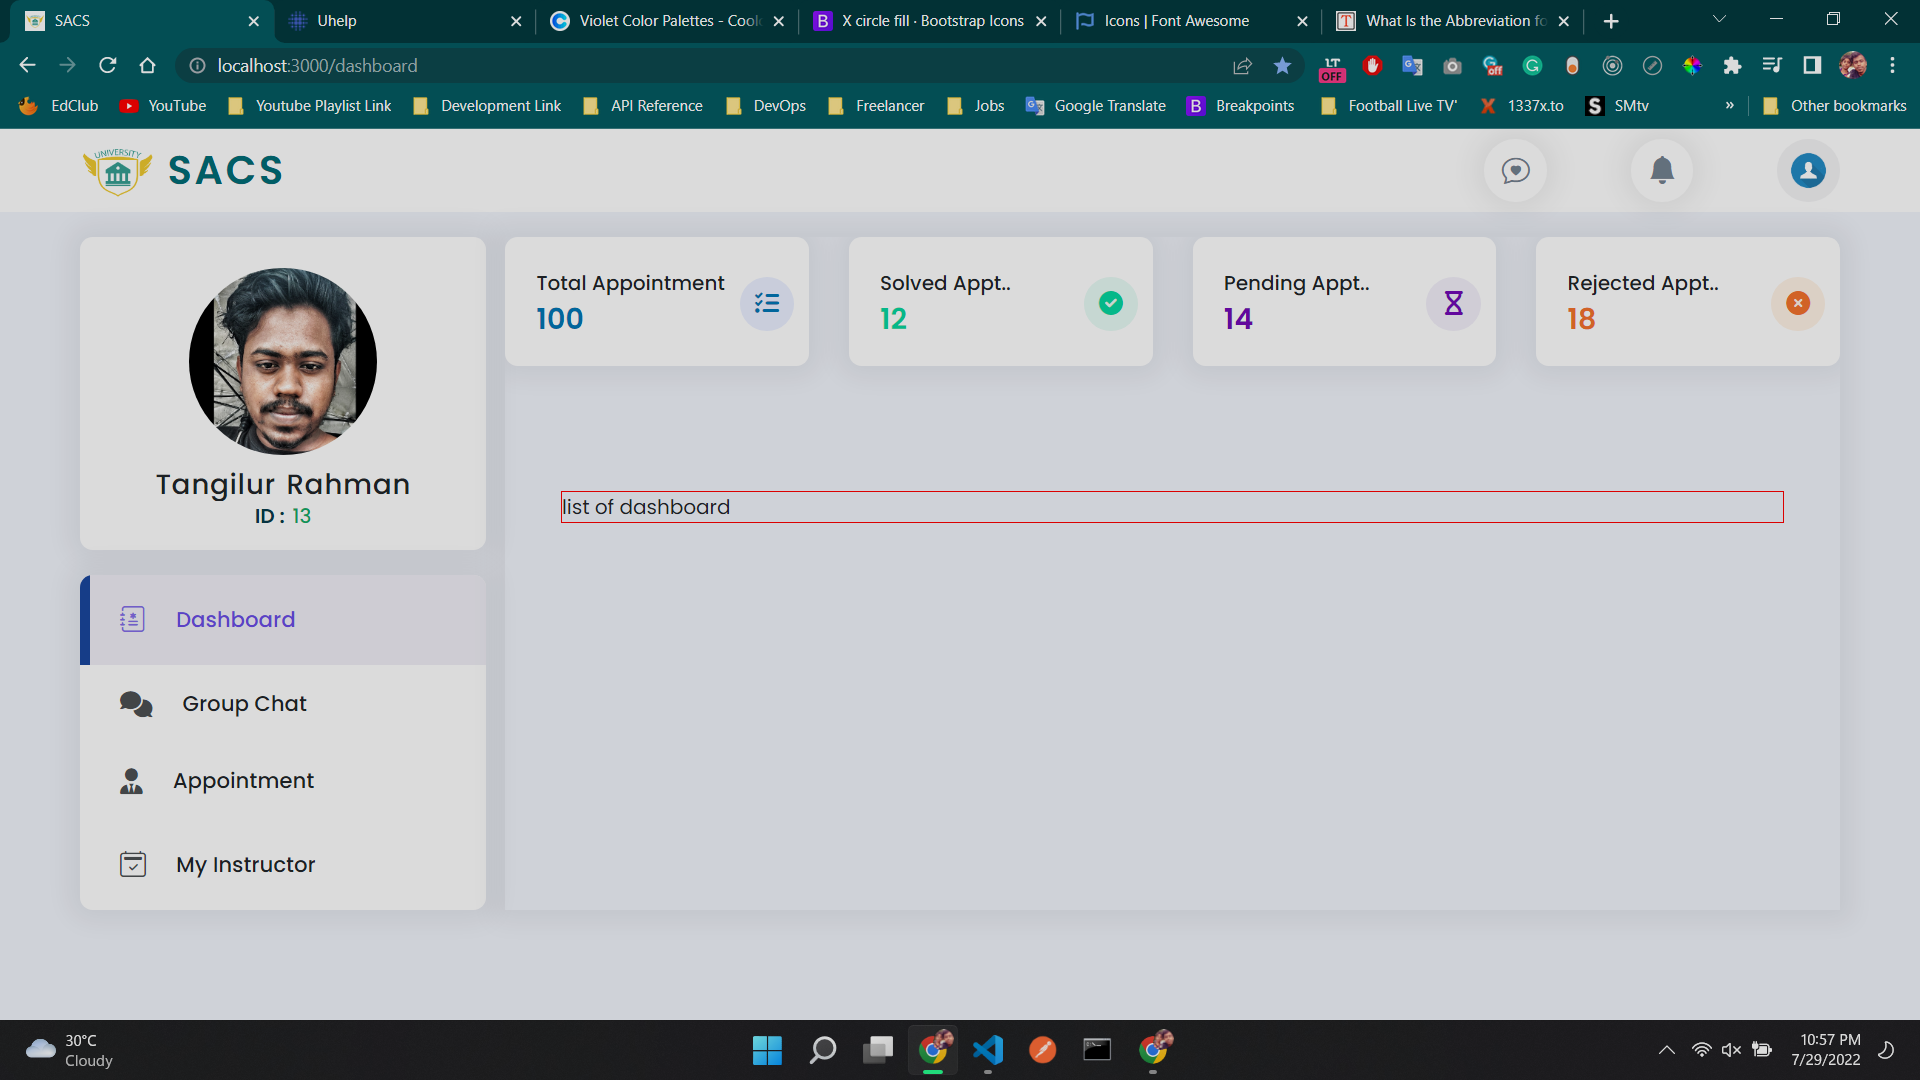 SACS
Uhelp
Violet Color Palettes - Coolo
X circle fill · Bootstrap Icons
Icons | Font Awesome
What Is the Abbreviation fo
localhost:3000/dashboard
LT
OFF
off
EdClub
YouTube
Youtube Playlist Link
Development Link
API Reference
DevOps
Freelancer
Jobs
Google Translate
B
Breakpoints
Football Live TV'
1337x.to
SMtv
»
Other bookmarks
UNIVERSITY
SACS
Tangilur Rahman
ID : 13
Total Appointment
100
Solved Appt..
12
Pending Appt..
14
Rejected Appt..
18
list of dashboard
Dashboard
Group Chat
Appointment
My Instructor
30°C
Cloudy
10:57 PM
7/29/2022